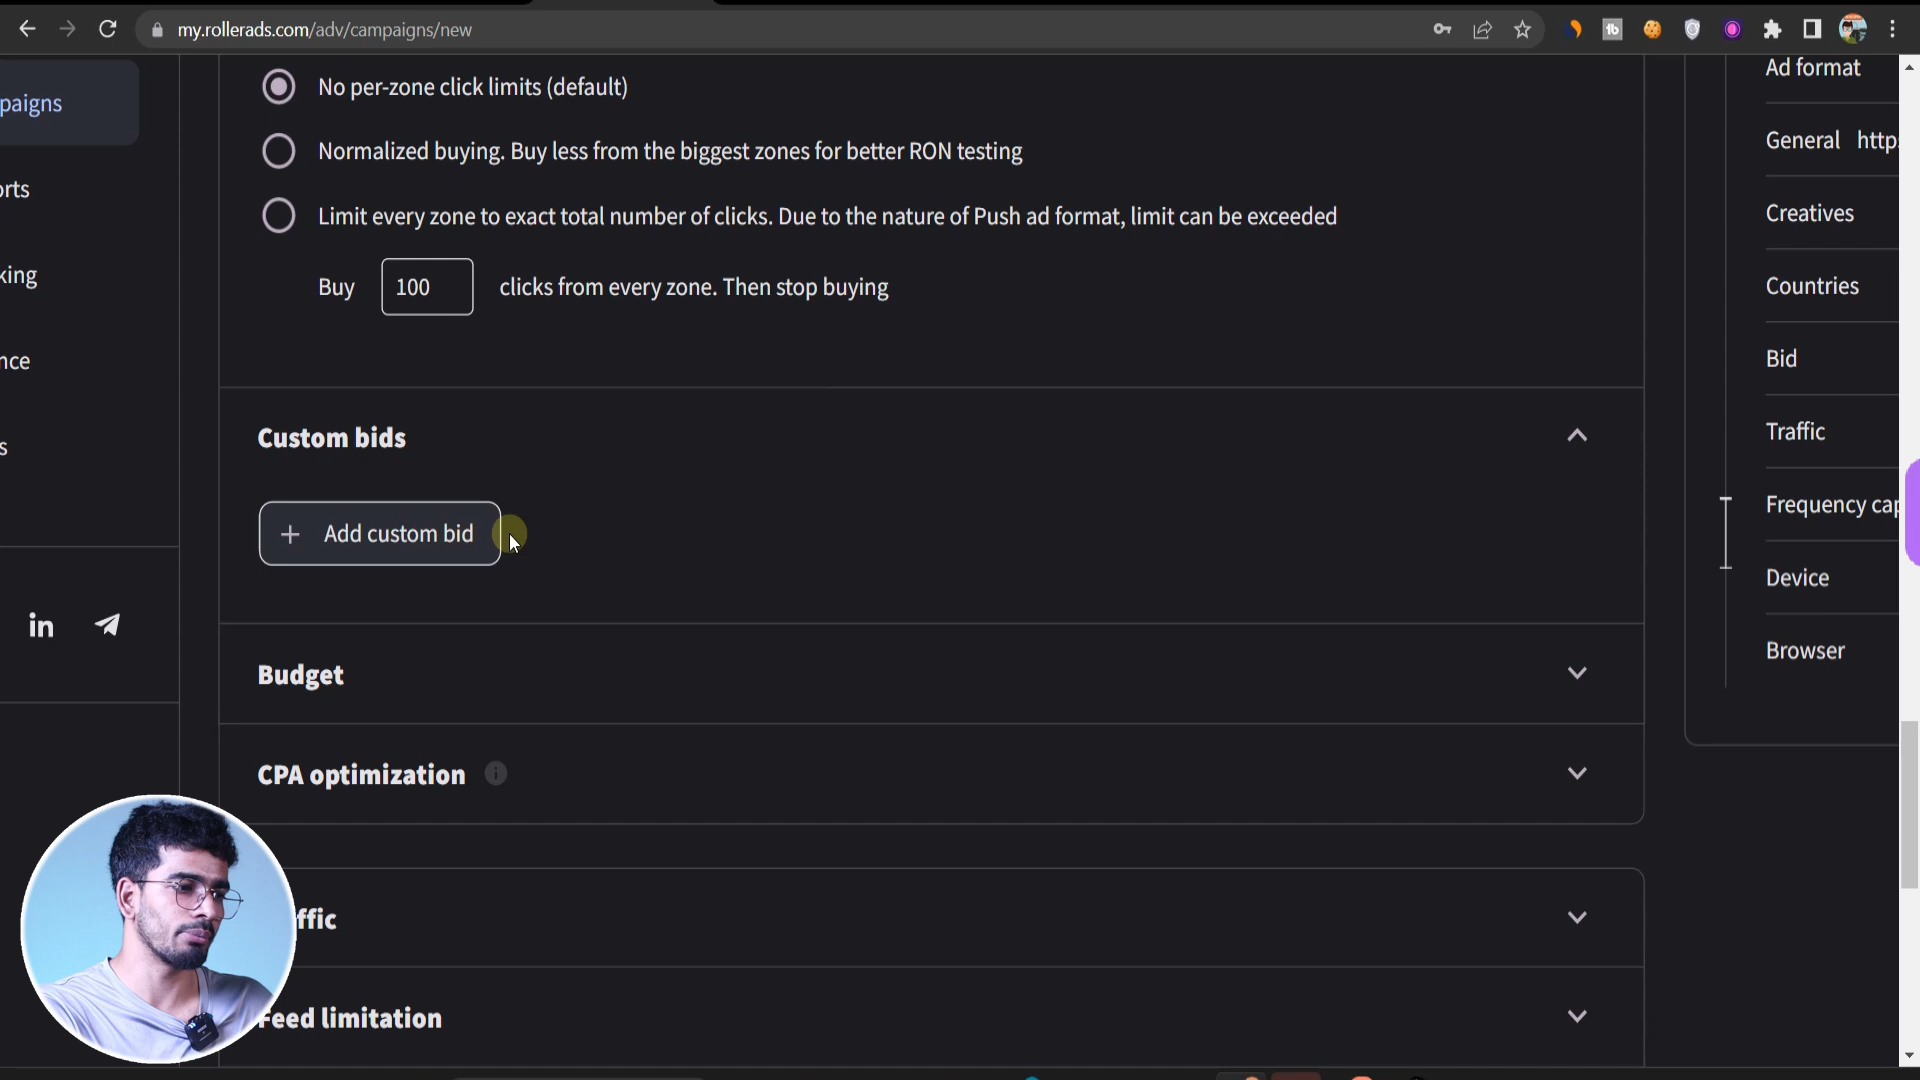 my.rollerads.com/adv/campaigns/new
paigns
orts
king
nce
s
in
No per-zone click limits (default)
Normalized buying. Buy less from the biggest zones for better RON testing
Limit every zone to exact total number of clicks. Due to the nature of Push ad format, limit can be exceeded
Buy 100 clicks from every zone. Then stop buying
Custom bids
+ Add custom bid
Budget
CPA optimization
ffic
Feed limitation
Ad format
General http
Creatives
Countries
Bid
Traffic
Frequency cap
Device
Browser